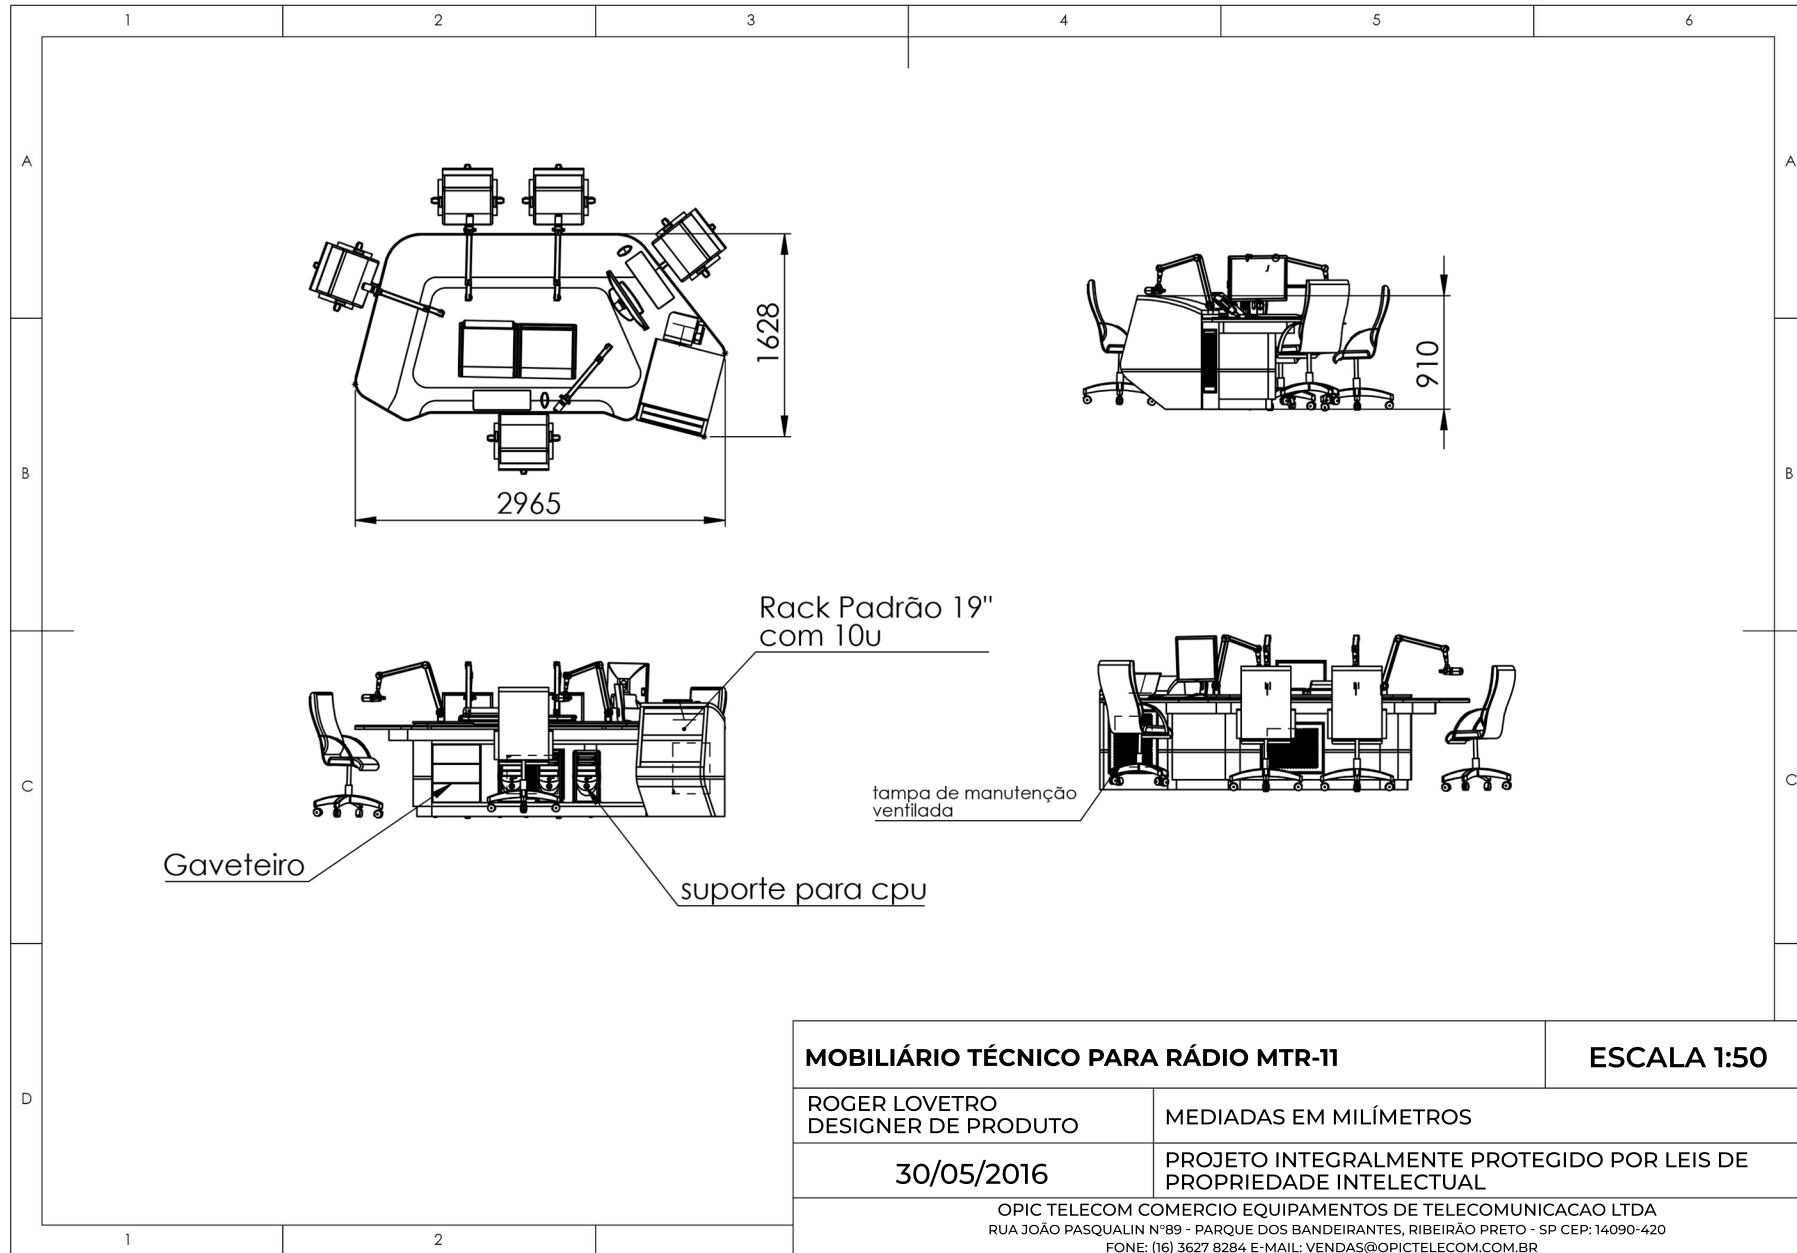 1 2 3 4 5 6
A A
1628
910
B B
2965
Rack Padrão 19"
com 10u
C C
tampa de manutenção
ventilada
Gaveteiro
suporte para cpu
MOBILIÁRIO TÉCNICO PARA RÁDIO MTR-11
ESCALA 1:50
D
ROGER LOVETRO
DESIGNER DE PRODUTO
MEDIADAS EM MILÍMETROS
30/05/2016
PROJETO INTEGRALMENTE PROTEGIDO POR LEIS DE
PROPRIEDADE INTELECTUAL
OPIC TELECOM COMERCIO EQUIPAMENTOS DE TELECOMUNICACAO LTDA
RUA JOÃO PASQUALIN Nº89 - PARQUE DOS BANDEIRANTES, RIBEIRÃO PRETO - SP CEP: 14090-420
FONE: (16) 3627 8284 E-MAIL: VENDAS@OPICTELECOM.COM.BR
1 2